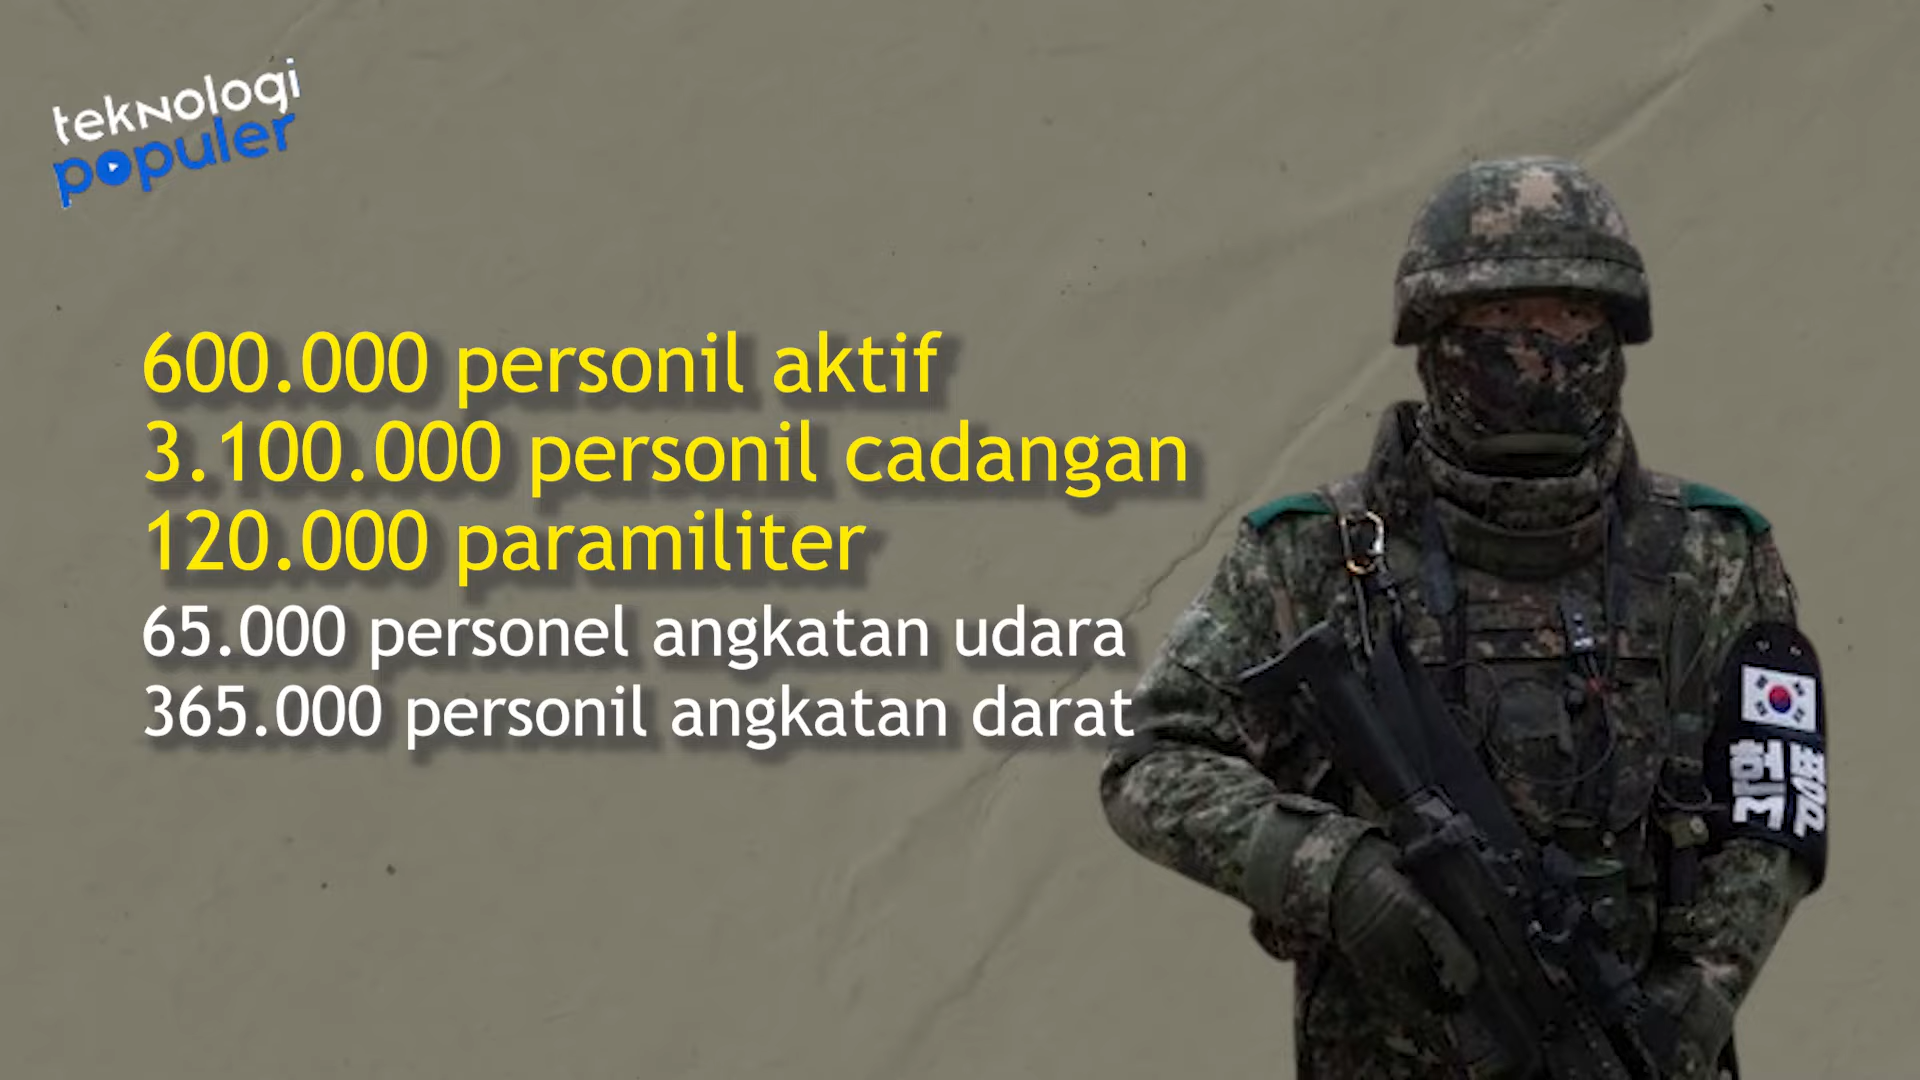 tekNologi
populer
600.000 personil aktif
3.100.000 personil cadangan
120.000 paramiliter
65.000 personel angkatan udara
365.000 personil angkatan darat
헌병